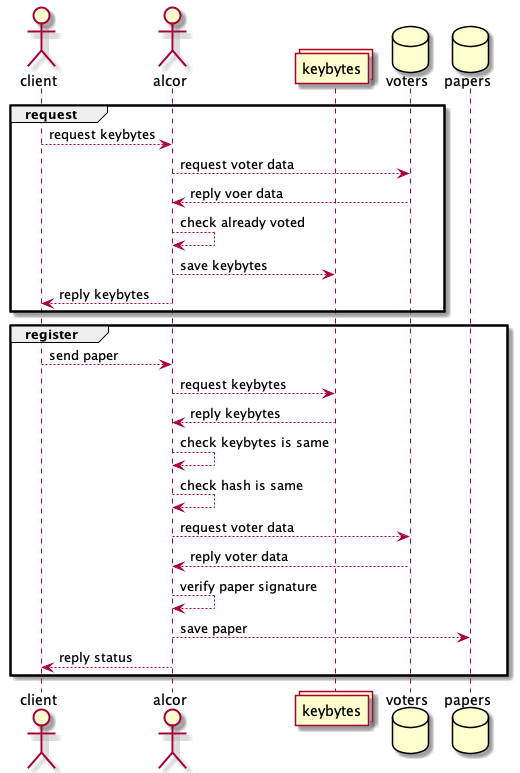 client
alcor
keybytes
voters
papers
request
request keybytes
request voter data
reply voer data
check already voted
save keybytes
reply keybytes
register
send paper
request keybytes
reply keybytes
check keybytes is same
check hash is same
request voter data
reply voter data
verify paper signature
save paper
reply status
client
alcor
keybytes
voters
papers